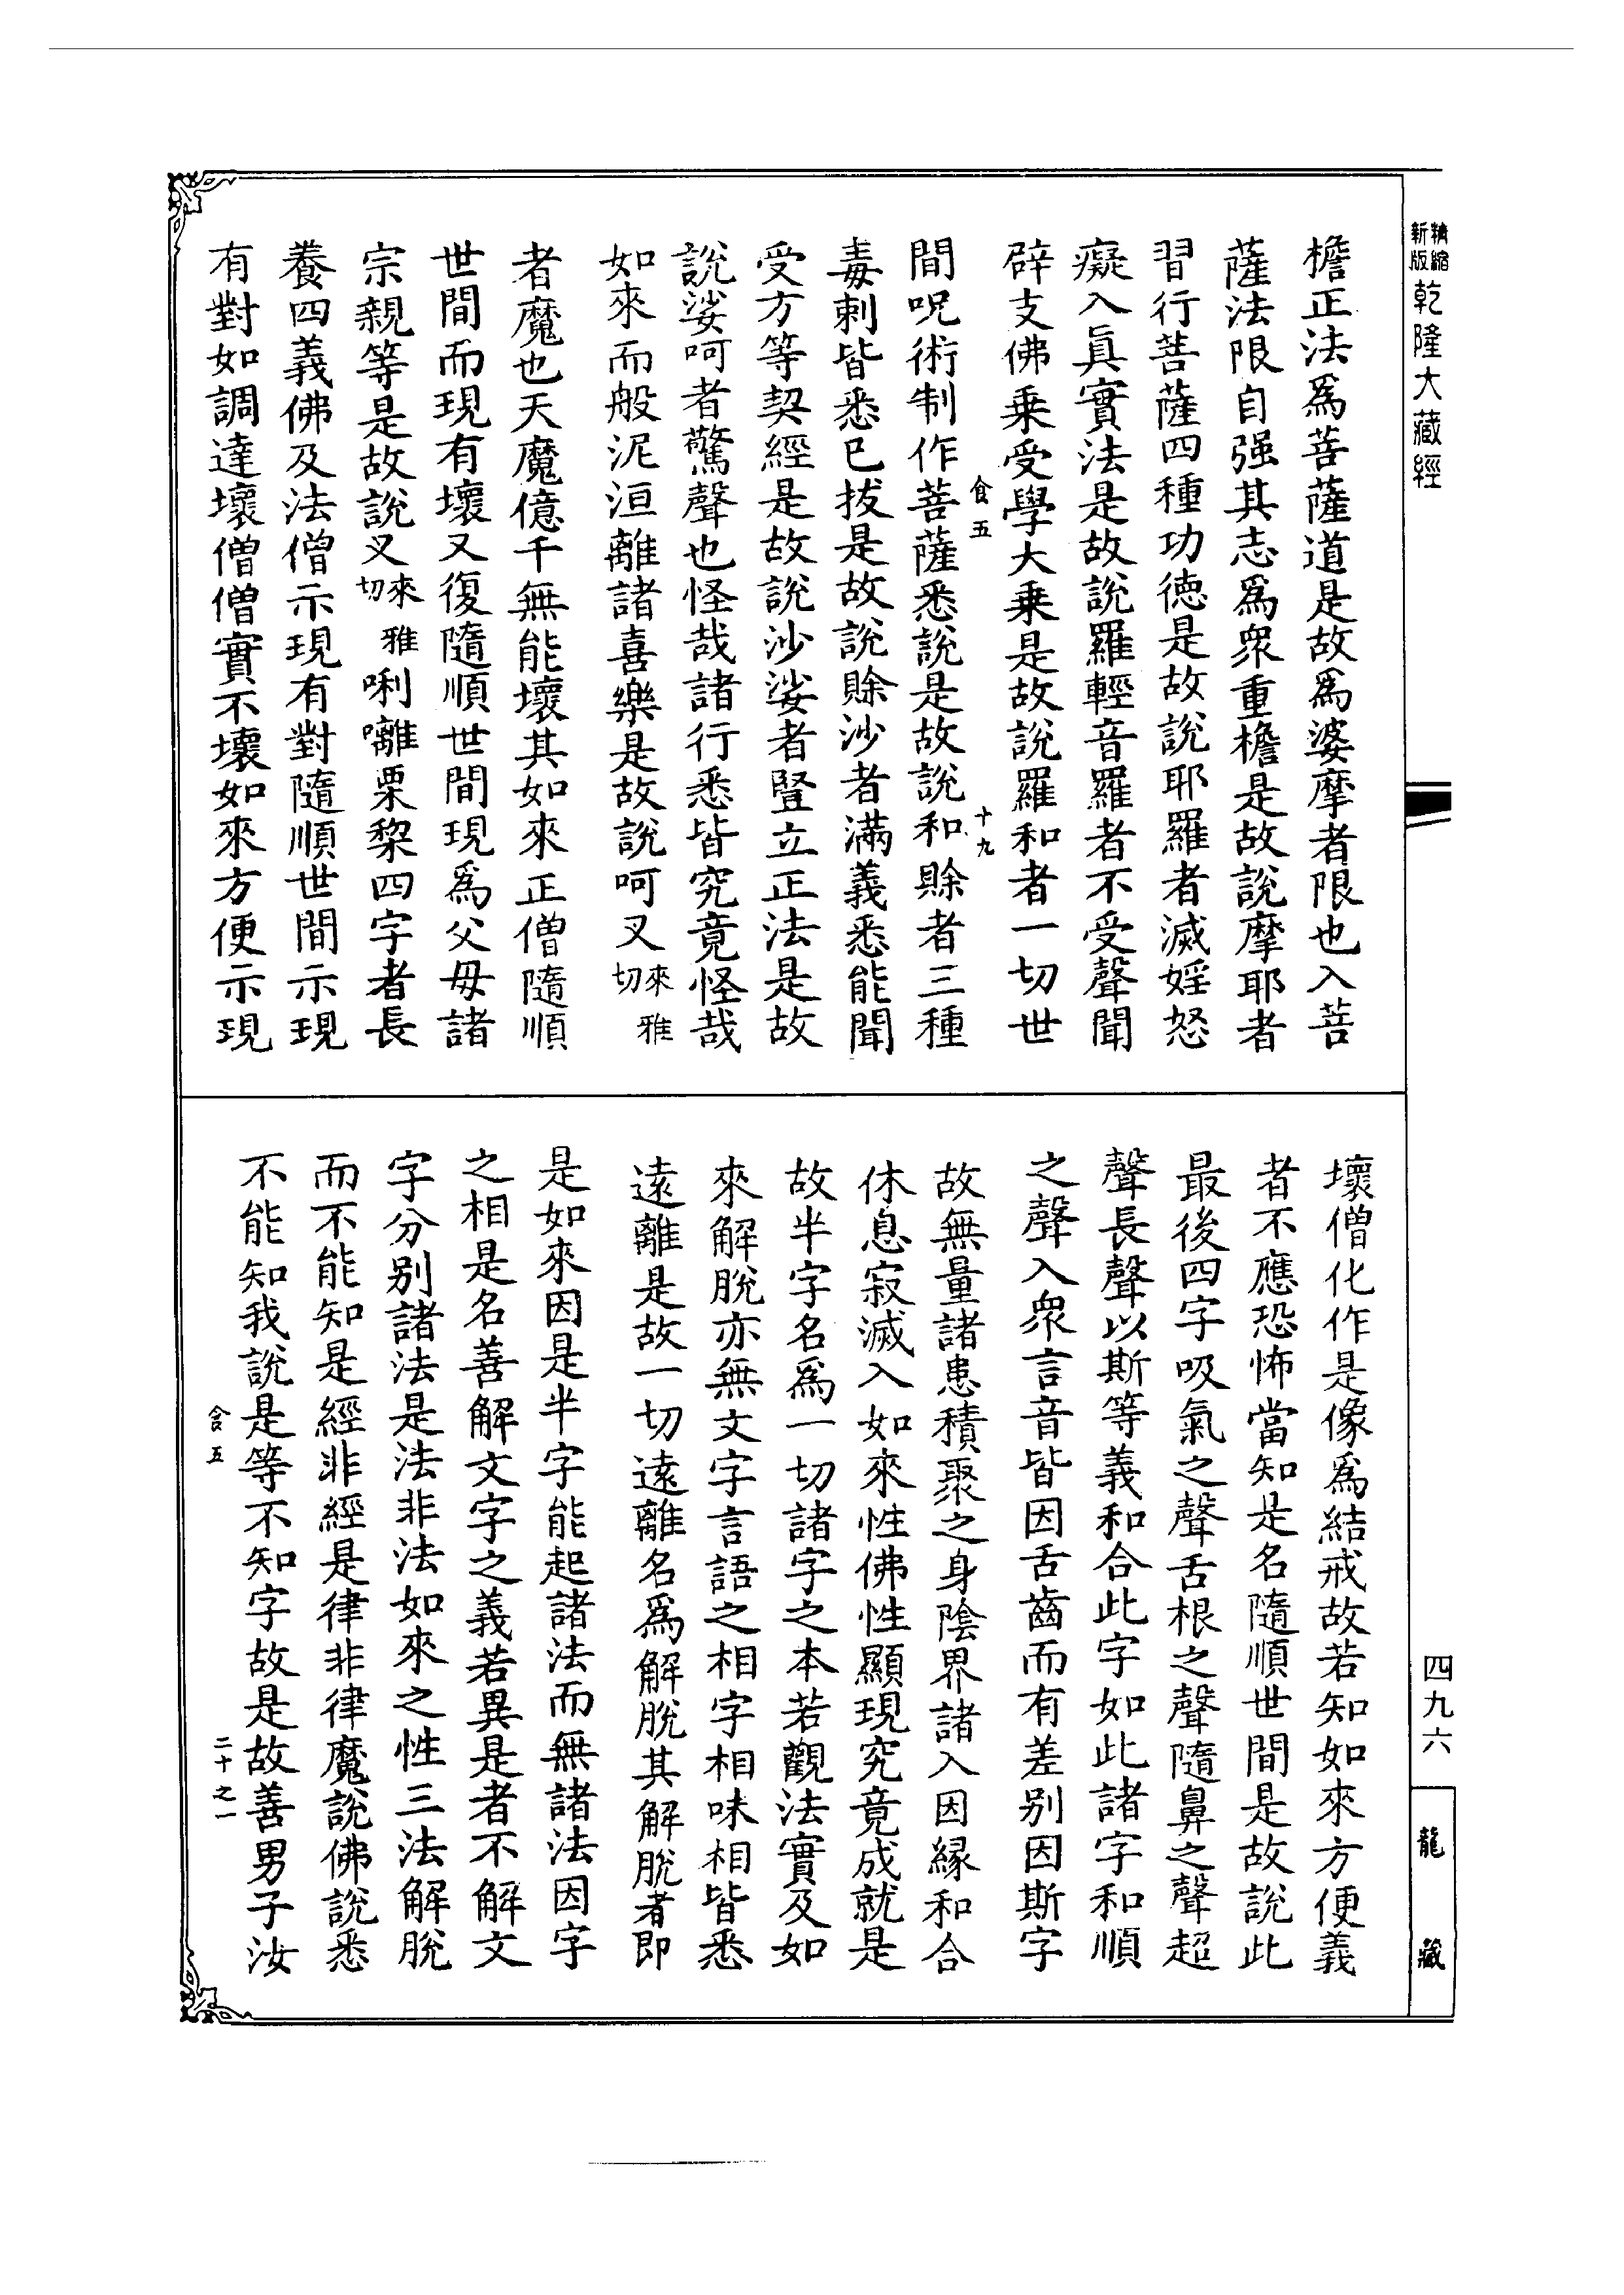 精縮新版乾隆大藏經
檐正法爲菩薩道是故爲婆摩者限也入菩
薩法限自强其志爲衆重檐是故說摩耶者
習行菩薩四種功德是故說耶羅者滅婬怒
癡入眞實法是故說羅輕音羅者不受聲聞
辟支佛乗受學大乗是故說羅和者一切世
食五 十九
間呪術制作菩薩悉說是故說和賖者三種
毒刺皆悉已拔是故說賖沙者滿義悉能聞
受方等契經是故說沙娑者豎立正法是故
說娑呵者驚聲也怪哉諸行悉皆究竟怪哉
如來而般泥洹離諸喜樂是故說呵叉來雅切
者魔也天魔億千無能壞其如來正僧隨順
世間而現有壞又復隨順世間現爲父母諸
宗親等是故說叉來雅切唎囄栗棃四字者長
養四義佛及法僧示現有對隨順世間示現
有對如調達壞僧僧實不壞如來方便示現
壞僧化作是像爲結戒故若知如來方便義
者不應恐怖當知是名隨順世間是故說此
最後四字吸氣之聲舌根之聲隨鼻之聲超
聲長聲以斯等義和合此字如此諸字和順
之聲入衆言音皆因舌齒而有差别因斯字
故無量諸患積聚之身陰界諸入因縁和合
休息寂滅入如來性佛性顯現究竟成就是
故半字名爲一切諸字之本若觀法實及如
來解脫亦無文字言語之相字相味相皆悉
遠離是故一切遠離名爲解脫其解脫者即
是如來因是半字能起諸法而無諸法因字
之相是名善解文字之義若異是者不解文
字分别諸法是法非法如來之性三法解脫
而不能知是經非經是律非律魔說佛說悉
不能知我說是等不知字故是故善男子汝
食五 二十之一
四九六
龍藏